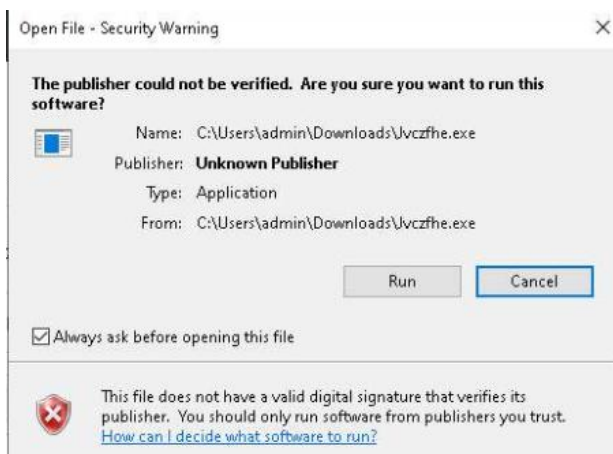 Open File - Security Warning
The publisher could not be verified. Are you sure you want to run this
software?
Name: C:\Users\admin\Downloads\Jvczfhe.exe
Publisher: Unknown Publisher
Type: Application
From: C:\Users\admin\Downloads\Jvczfhe.exe
Run
Cancel
Always ask before opening this file
This file does not have a valid digital signature that verifies its
publisher. You should only run software from publishers you trust.
How can I decide what software to run?